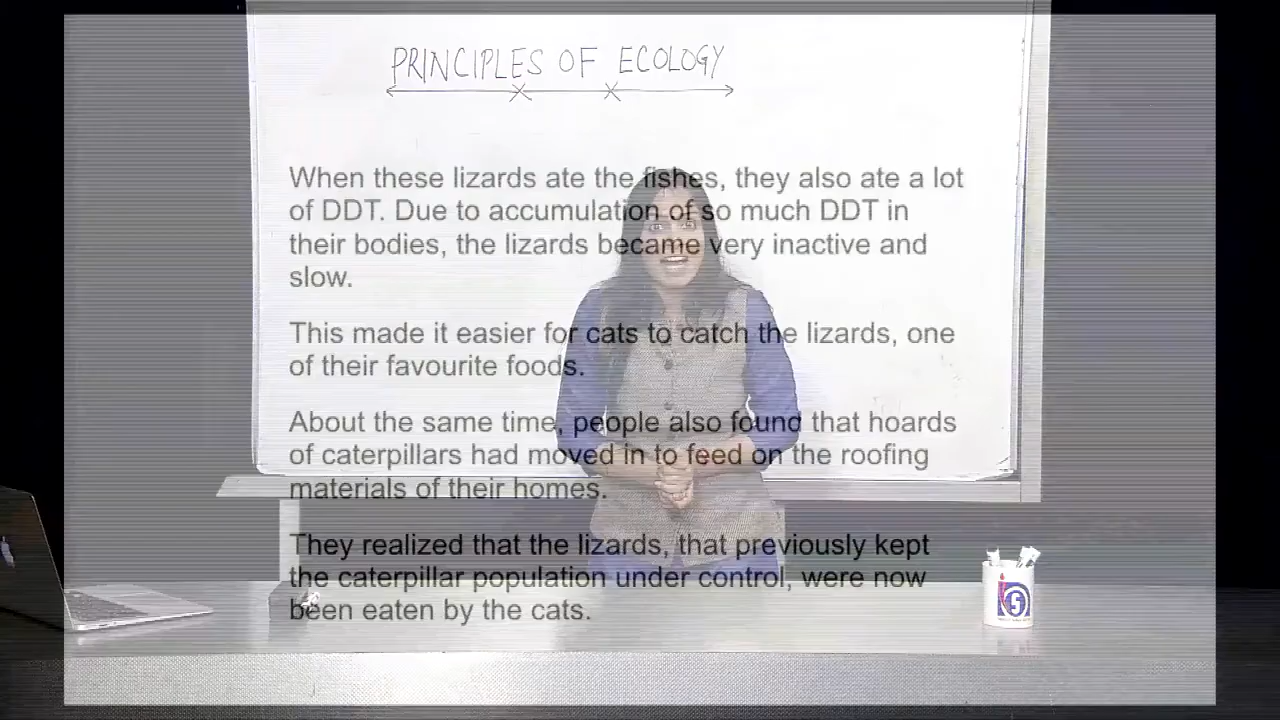 PRINCIPLES OF ECOLOGY
When these lizards ate the fishes, they also ate a lot
of DDT. Due to accumulation of so much DDT in
their bodies, the lizards became very inactive and
slow.
This made it easier for cats to catch the lizards, one
of their favourite foods.
About the same time, people also found that hoards
of caterpillars had moved in to feed on the roofing
materials of their homes.
They realized that the lizards, that previously kept
the caterpillar population under control, were now
been eaten by the cats.